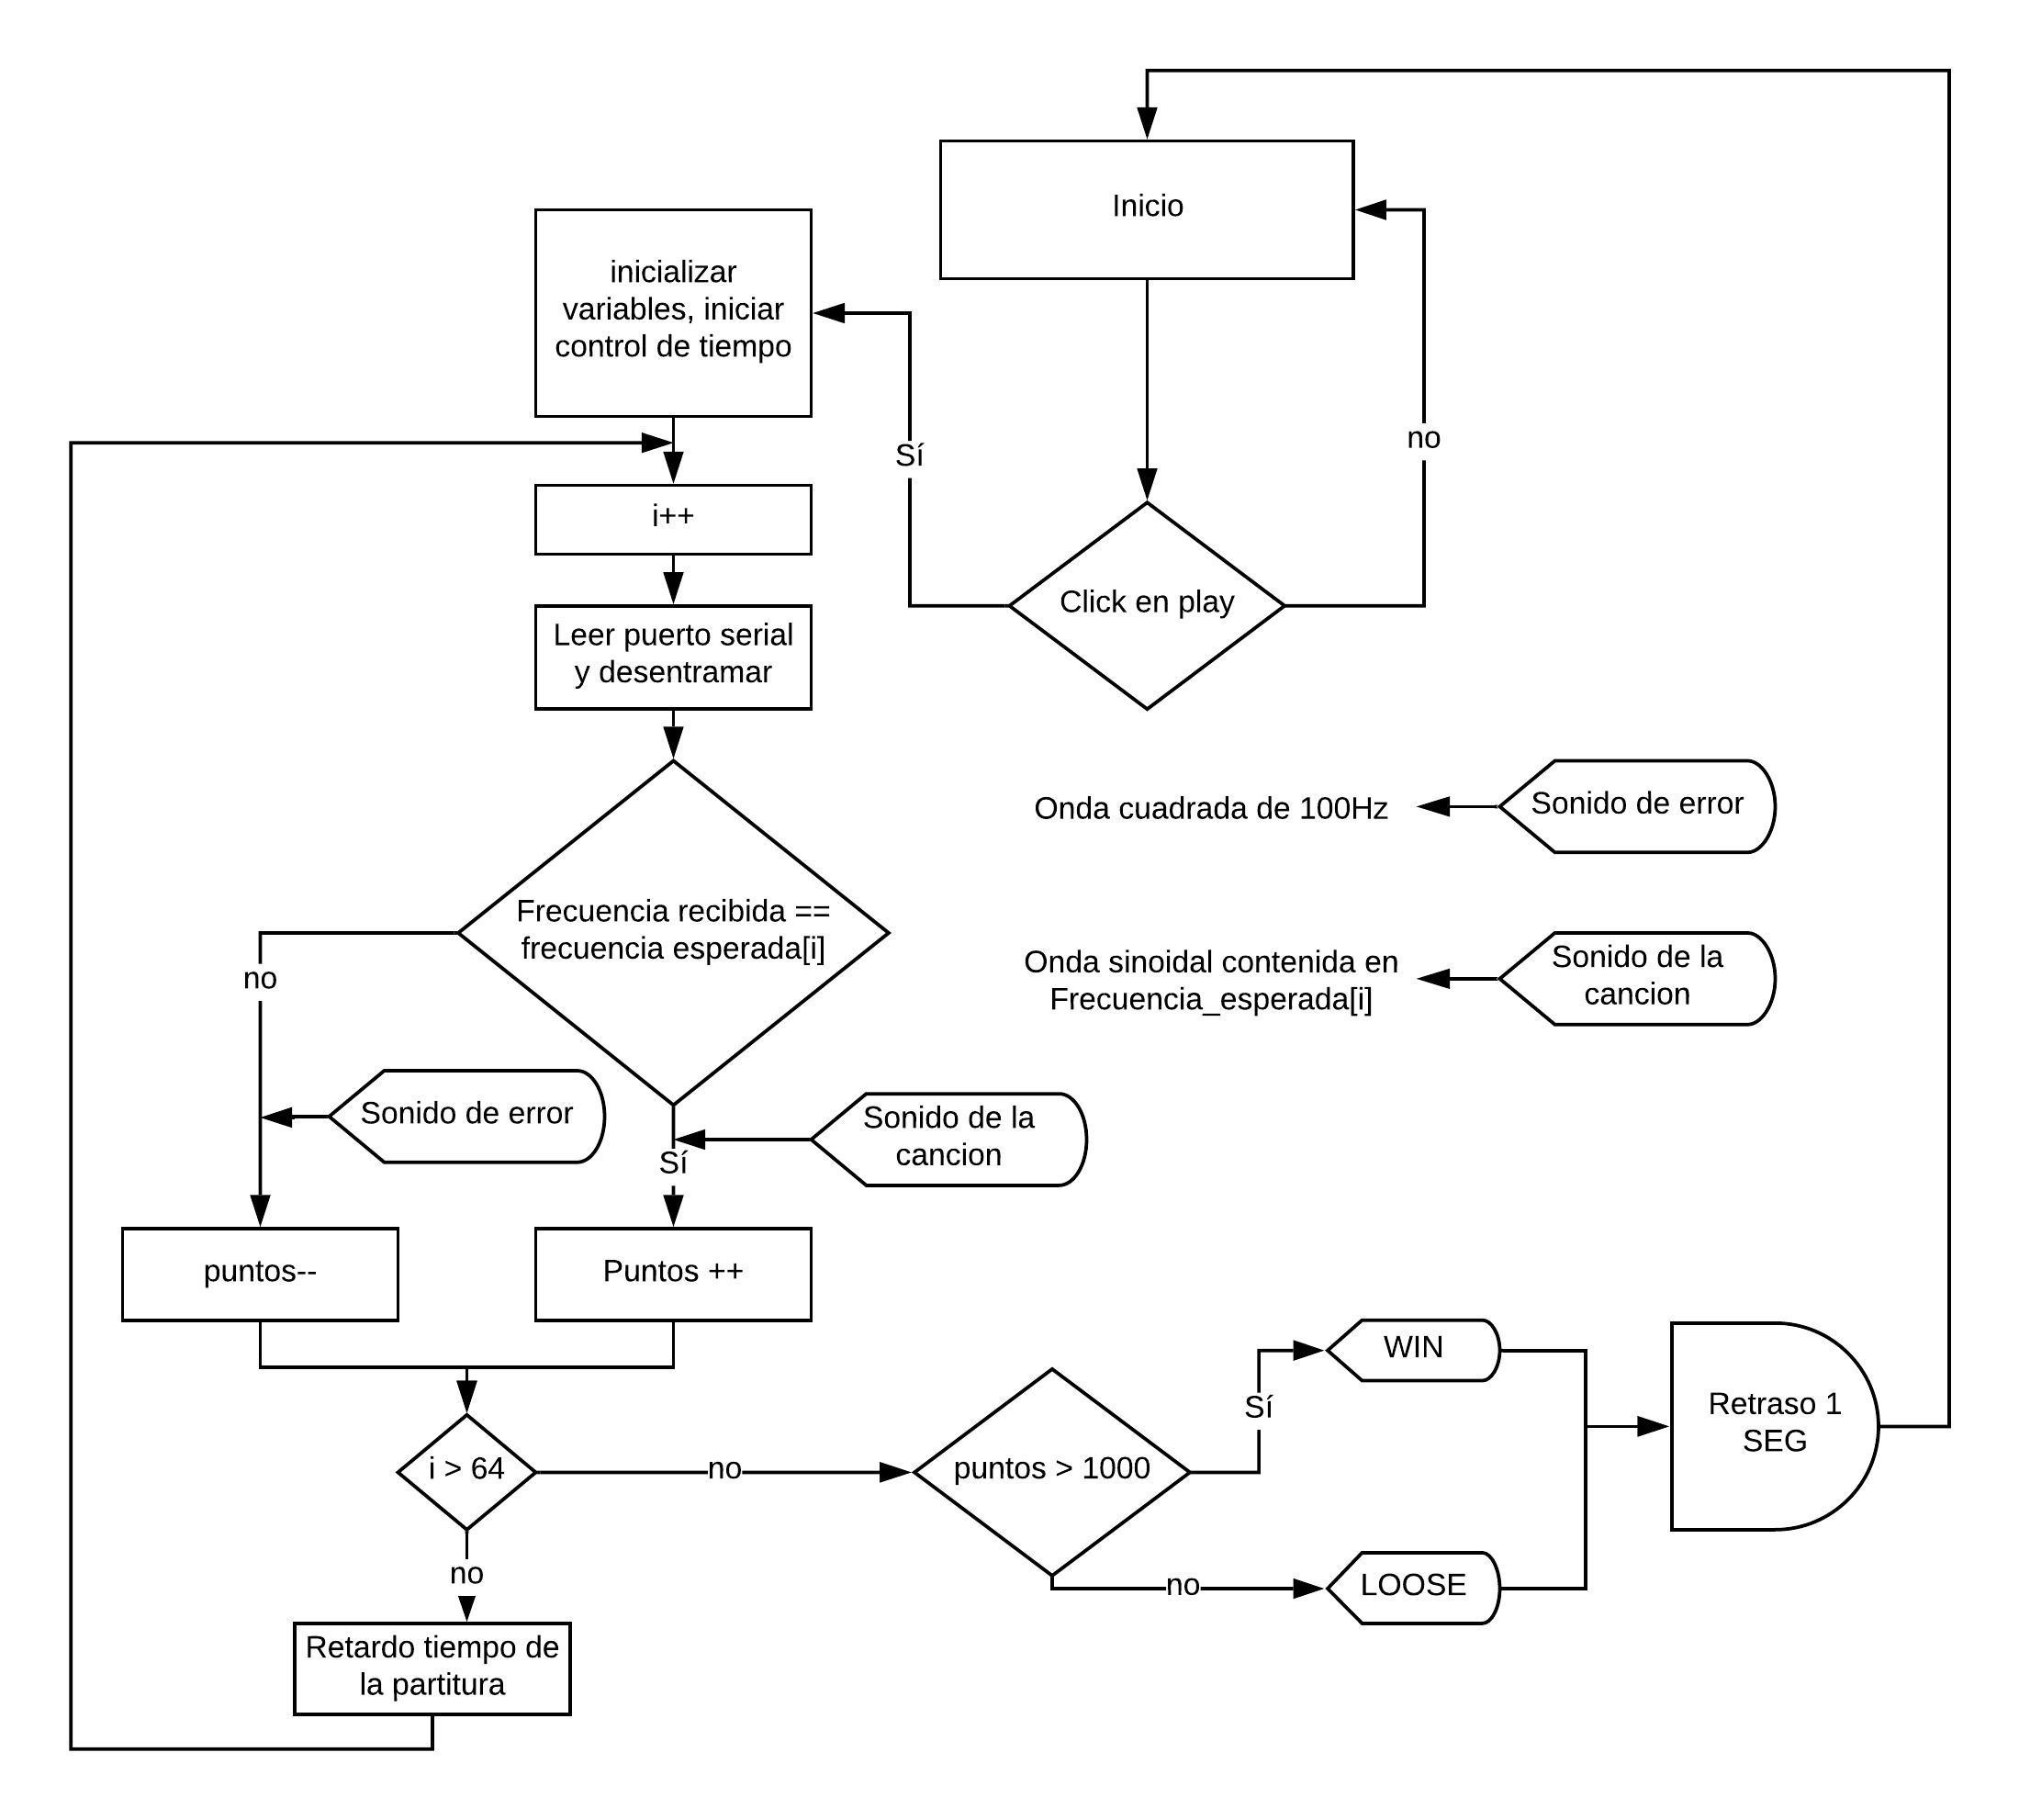 Inicio
inicializar
variables, iniciar
control de tiempo
Sí
no
i++
Click en play
Leer puerto serial
y desentramar
Onda cuadrada de 100Hz
Sonido de error
Frecuencia recibida ==
frecuencia esperada[i]
Onda sinoidal contenida en
Frecuencia_esperada[i]
Sonido de la
cancion
no
Sonido de error
Sonido de la
cancion
Sí
puntos--
Puntos ++
i > 64
no
puntos > 1000
Sí
WIN
Retraso 1
SEG
no
LOOSE
no
Retardo tiempo de
la partitura